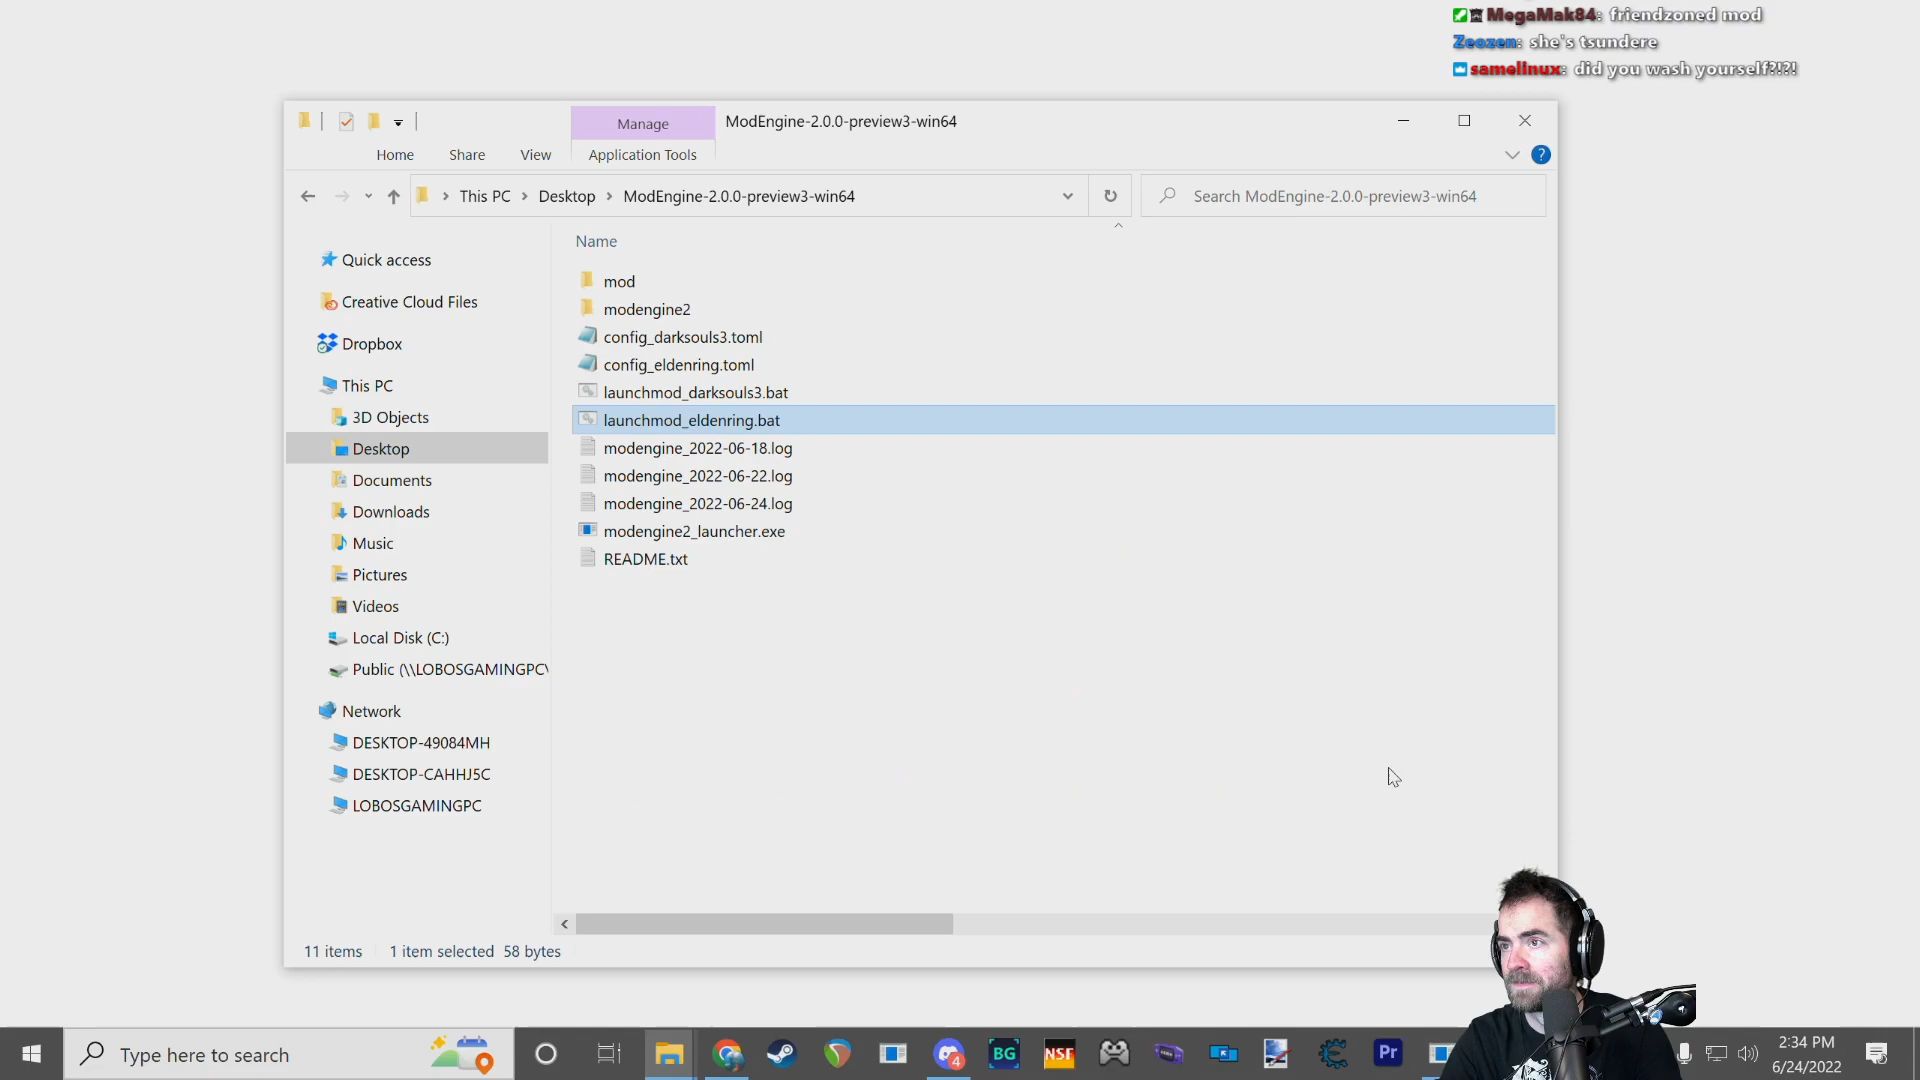 MegaMak84: friendzoned mod
Zeozen: she's tsundere
samelinux: did you wash yourself?!?!
Manage
ModEngine-2.0.0-preview3-win64
Home
Share
View
Application Tools
?
This PC
Desktop
ModEngine-2.0.0-preview3-win64
Search ModEngine-2.0.0-preview3-win64
Name
Quick access
Creative Cloud Files
Dropbox
This PC
3D Objects
Desktop
Documents
Downloads
Music
Pictures
Videos
Local Disk (C:)
Public (\\LOBOSGAMINGPC\
Network
DESKTOP-49084MH
DESKTOP-CAHHJ5C
LOBOSGAMINGPC
mod
modengine2
config_darksouls3.toml
config_eldenring.toml
launchmod_darksouls3.bat
launchmod_eldenring.bat
modengine_2022-06-18.log
modengine_2022-06-22.log
modengine_2022-06-24.log
modengine2_launcher.exe
README.txt
11 items
1 item selected 58 bytes
Type here to search
4
BG
NSF
Pr
2:34 PM
6/24/2022